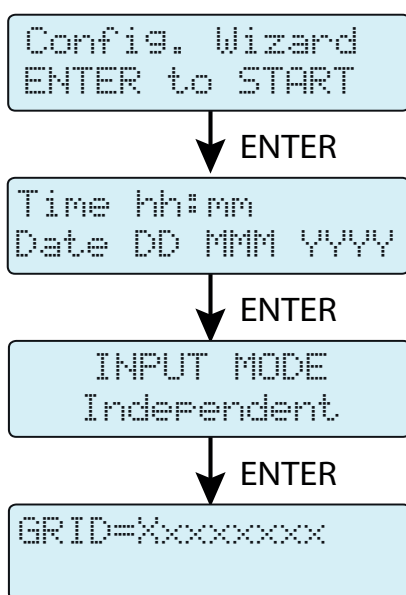 Config. Wizard
ENTER to START
ENTER
Time hh:mm
Date DD MMM YYYY
ENTER
INPUT MODE
Independent
ENTER
GRID=Xxxxxxxx